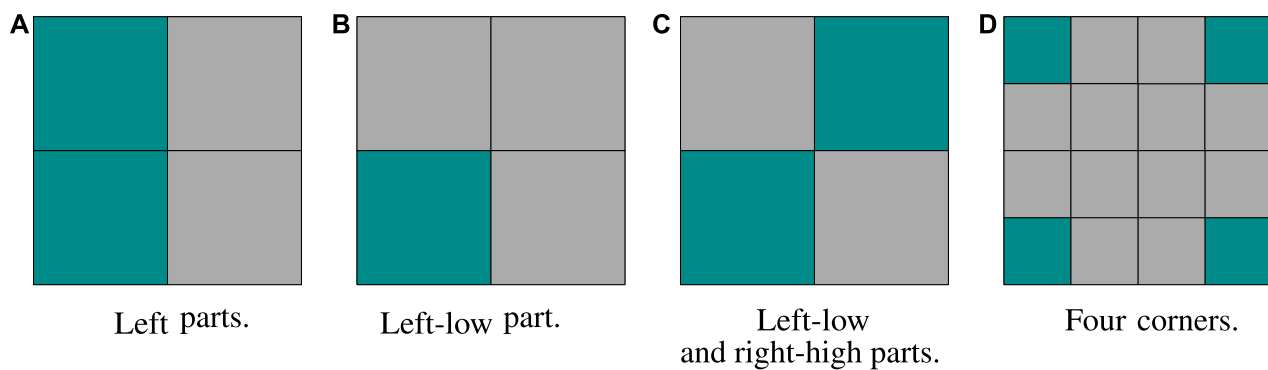 A
B
C
D
Left parts.
Left-low part.
Left-low
and right-high parts.
Four corners.